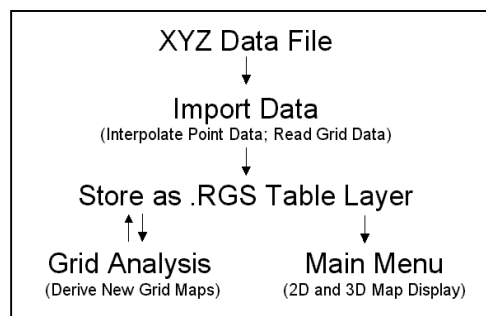 XYZ Data File
Import Data
(Interpolate Point Data; Read Grid Data)
Store as .RGS Table Layer
Grid Analysis
(Derive New Grid Maps)
Main Menu
(2D and 3D Map Display)